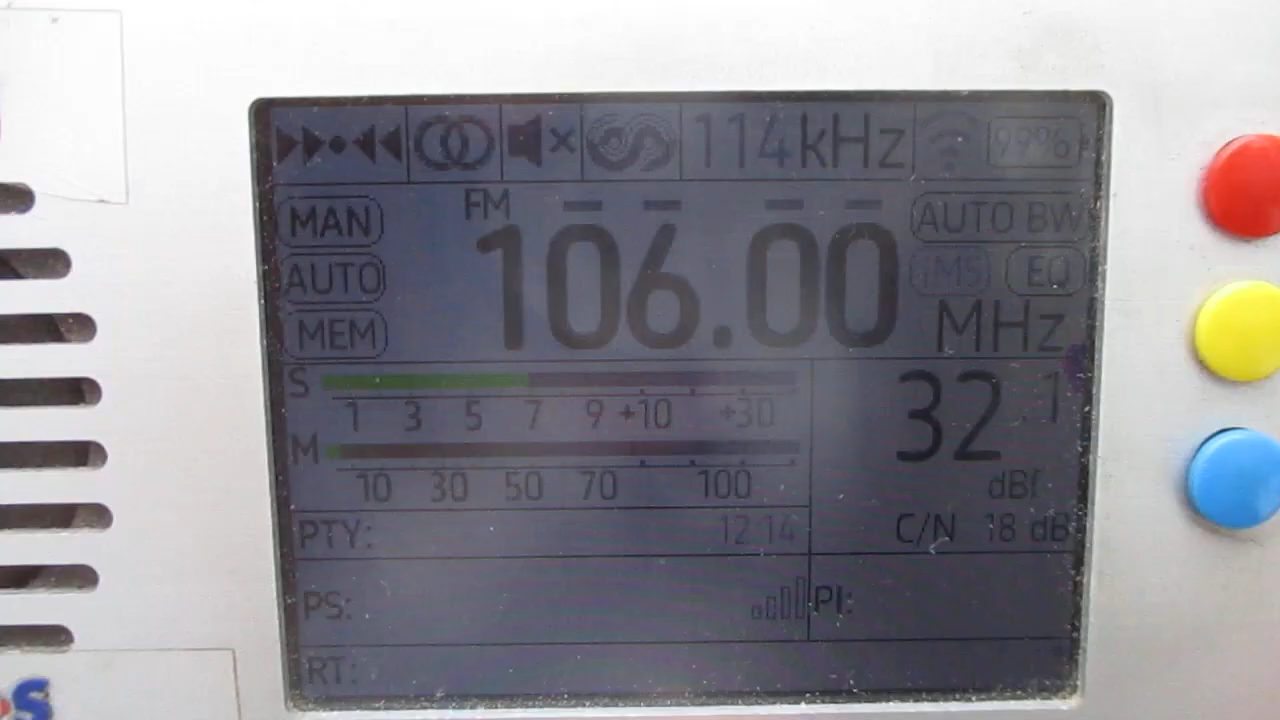 114kHz 99%
FM
MAN 106.00 AUTO BW
AUTO iMS EQ
MEM MHz
S 32.1
1 3 5 7 9 +10 +30
M
10 30 50 70 100 dBf
PTY: 12:14 C/N 18 dB
PS: PI:
RT: